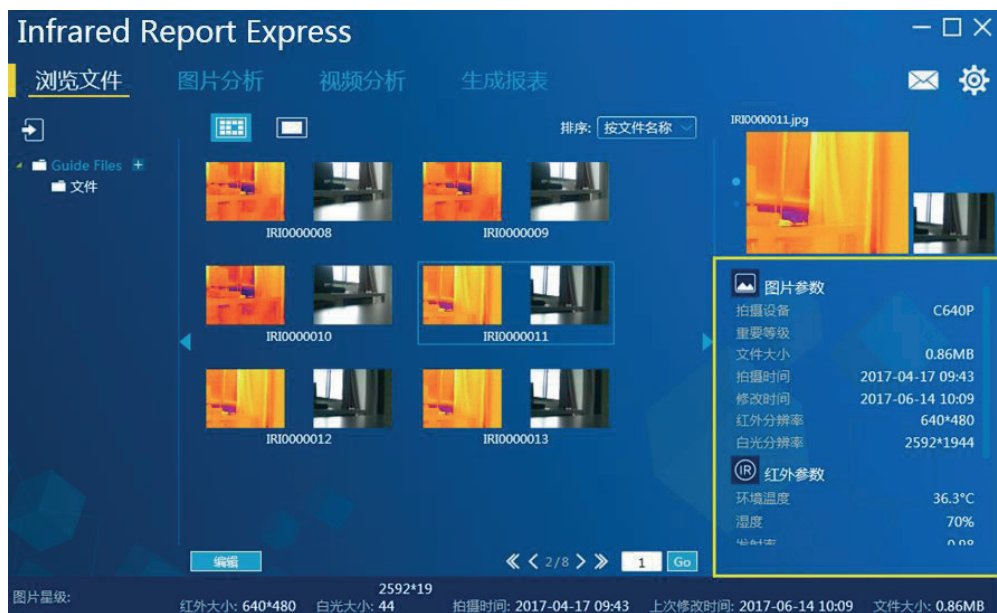 Infrared Report Express
浏览文件
图片分析
视频分析
生成报表
排序: 按文件名称
IRI0000011.jpg
Guide Files
文件
IRI0000008
IRI0000009
IRI0000010
IRI0000011
IRI0000012
IRI0000013
图片参数
拍摄设备 C640P
重要等级
文件大小 0.86MB
拍摄时间 2017-04-17 09:43
修改时间 2017-06-14 10:09
红外分辨率 640*480
白光分辨率 2592*1944
IR 红外参数
环境温度 36.3°C
湿度 70%
发射率 0.98
编辑
2/8
1
Go
图片星级:
红外大小: 640*480
白光大小: 2592*19
44
拍摄时间: 2017-04-17 09:43
上次修改时间: 2017-06-14 10:09
文件大小: 0.86MB